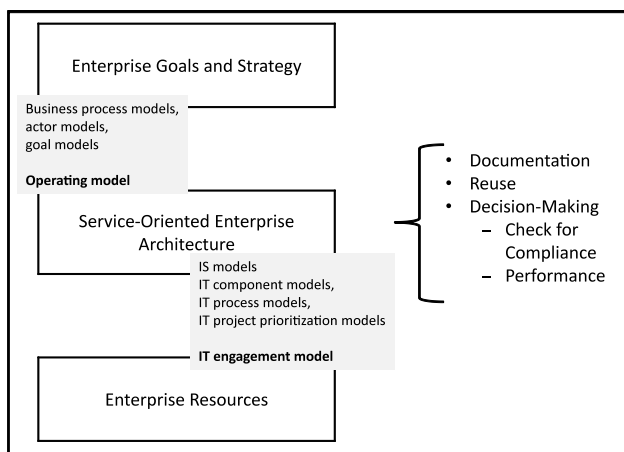 Enterprise Goals and Strategy
Business process models,
actor models,
goal models
Operating model
Service-Oriented Enterprise
Architecture
IS models
IT component models,
IT process models,
IT project prioritization models
IT engagement model
Enterprise Resources
• Documentation
• Reuse
• Decision-Making
– Check for
Compliance
– Performance